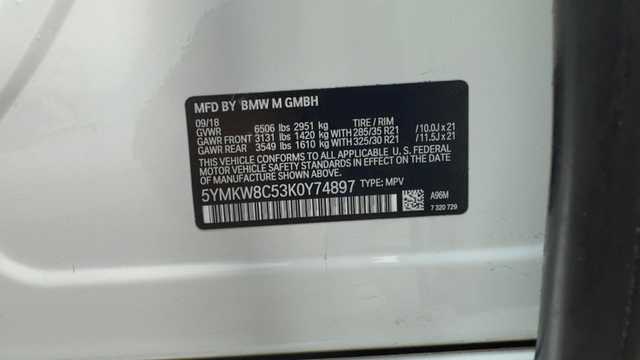 MFD BY BMW M GMBH
09/18 TIRE / RIM
GVWR 6506 lbs 2951 kg
GAWR FRONT 3131 lbs 1420 kg WITH 285/35 R21 /10.0J x 21
GAWR REAR 3549 lbs 1610 kg WITH 325/30 R21 /11.5J x 21
THIS VEHICLE CONFORMS TO ALL APPLICABLE U. S. FEDERAL
MOTOR VEHICLE SAFETY STANDARDS IN EFFECT
ON THE DATE OF MANUFACTURE SHOWN ABOVE.
5YMKW8C53K0Y74897 TYPE: MPV
A96M
7 320 729